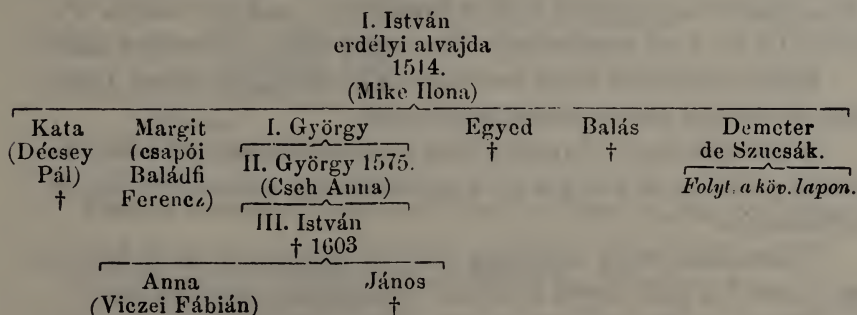 I. István
erdélyi alvajda
1514.
(Mike Ilona)
Kata Margit I. György Egyed Balás Demeter
(Décsey (csapói † † de Szucsák.
Pál) Baládfi II. György 1575. Folyt. a köv. lapon.
† Ferencz) (Cseh Anna)
III. István
† 1603
Anna János
(Viczei Fábián) †